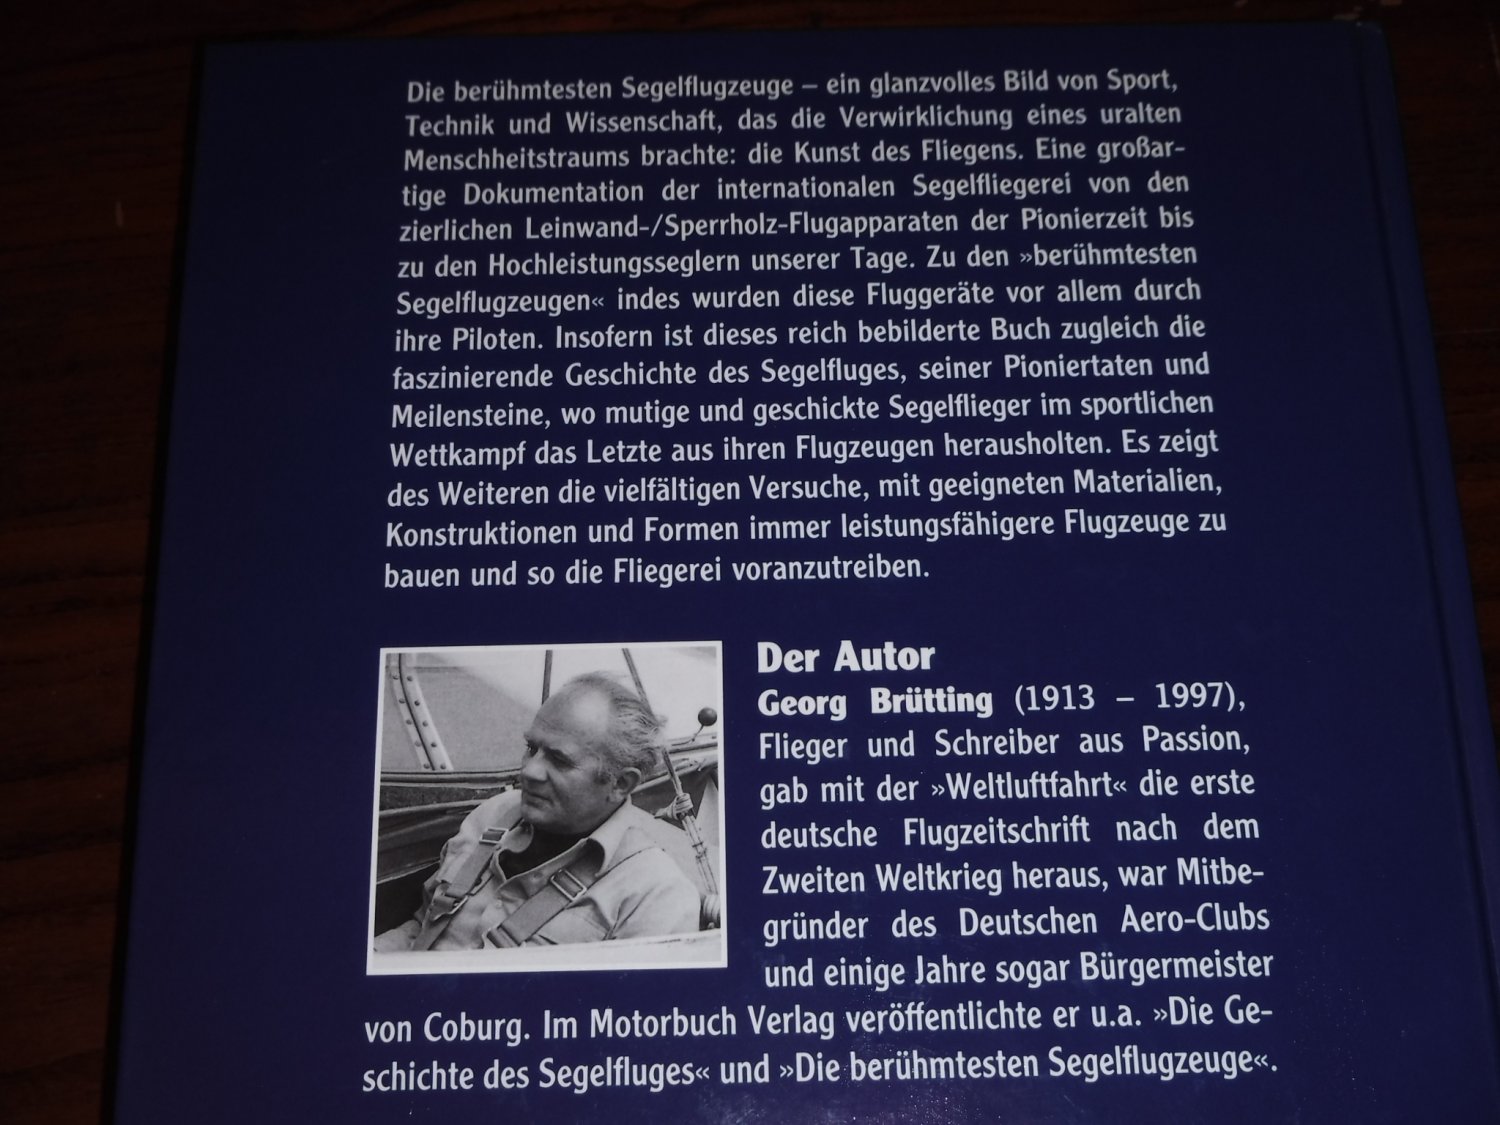 Die berühmtesten Segelflugzeuge – ein glanzvolles Bild von Sport,
Technik und Wissenschaft, das die Verwirklichung eines uralten
Menschheitstraums brachte: die Kunst des Fliegens. Eine großar-
tige Dokumentation der internationalen Segelfliegerei von den
zierlichen Leinwand-/Sperrholz-Flugapparaten der Pionierzeit bis
zu den Hochleistungsseglern unserer Tage. Zu den »berühmtesten
Segelflugzeugen« indes wurden diese Fluggeräte vor allem durch
ihre Piloten. Insofern ist dieses reich bebilderte Buch zugleich die
faszinierende Geschichte des Segelfluges, seiner Pioniertaten und
Meilensteine, wo mutige und geschickte Segelflieger im sportlichen
Wettkampf das Letzte aus ihren Flugzeugen herausholten. Es zeigt
des Weiteren die vielfältigen Versuche, mit geeigneten Materialien,
Konstruktionen und Formen immer leistungsfähigere Flugzeuge zu
bauen und so die Fliegerei voranzutreiben.
Der Autor
Georg Brütting (1913 – 1997),
Flieger und Schreiber aus Passion,
gab mit der »Weltluftfahrt« die erste
deutsche Flugzeitschrift nach dem
Zweiten Weltkrieg heraus, war Mitbe-
gründer des Deutschen Aero-Clubs
und einige Jahre sogar Bürgermeister
von Coburg. Im Motorbuch Verlag veröffentlichte er u.a. »Die Ge-
schichte des Segelfluges« und »Die berühmtesten Segelflugzeuge«.